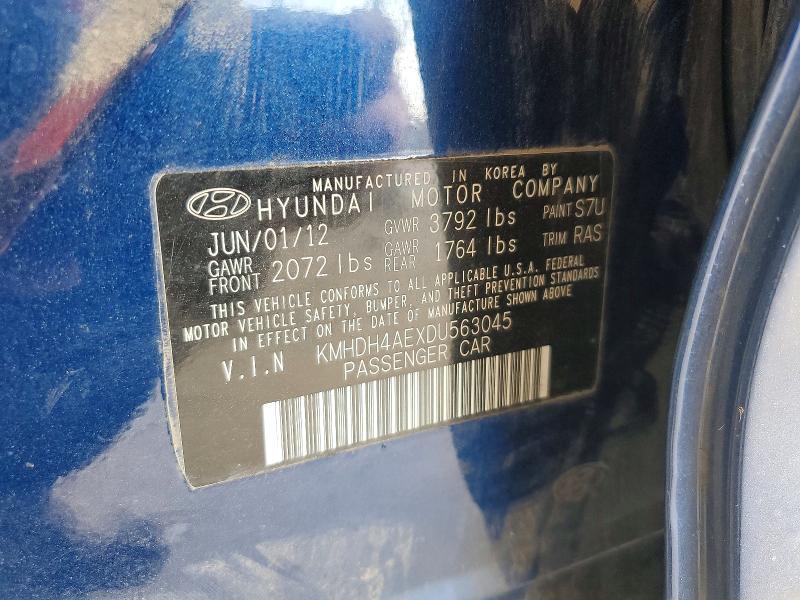 MANUFACTURED IN KOREA BY
HYUNDAI MOTOR COMPANY
JUN/01/12 GVWR 3792 lbs PAINT S7U
GAWR FRONT 2072 lbs GAWR REAR 1764 lbs TRIM RAS
THIS VEHICLE CONFORMS TO ALL APPLICABLE U.S.A. FEDERAL
MOTOR VEHICLE SAFETY, BUMPER, AND THEFT PREVENTION STANDARDS
IN EFFECT ON THE DATE OF MANUFACTURE SHOWN ABOVE
V.I.N KMHDH4AEXDU563045
PASSENGER CAR